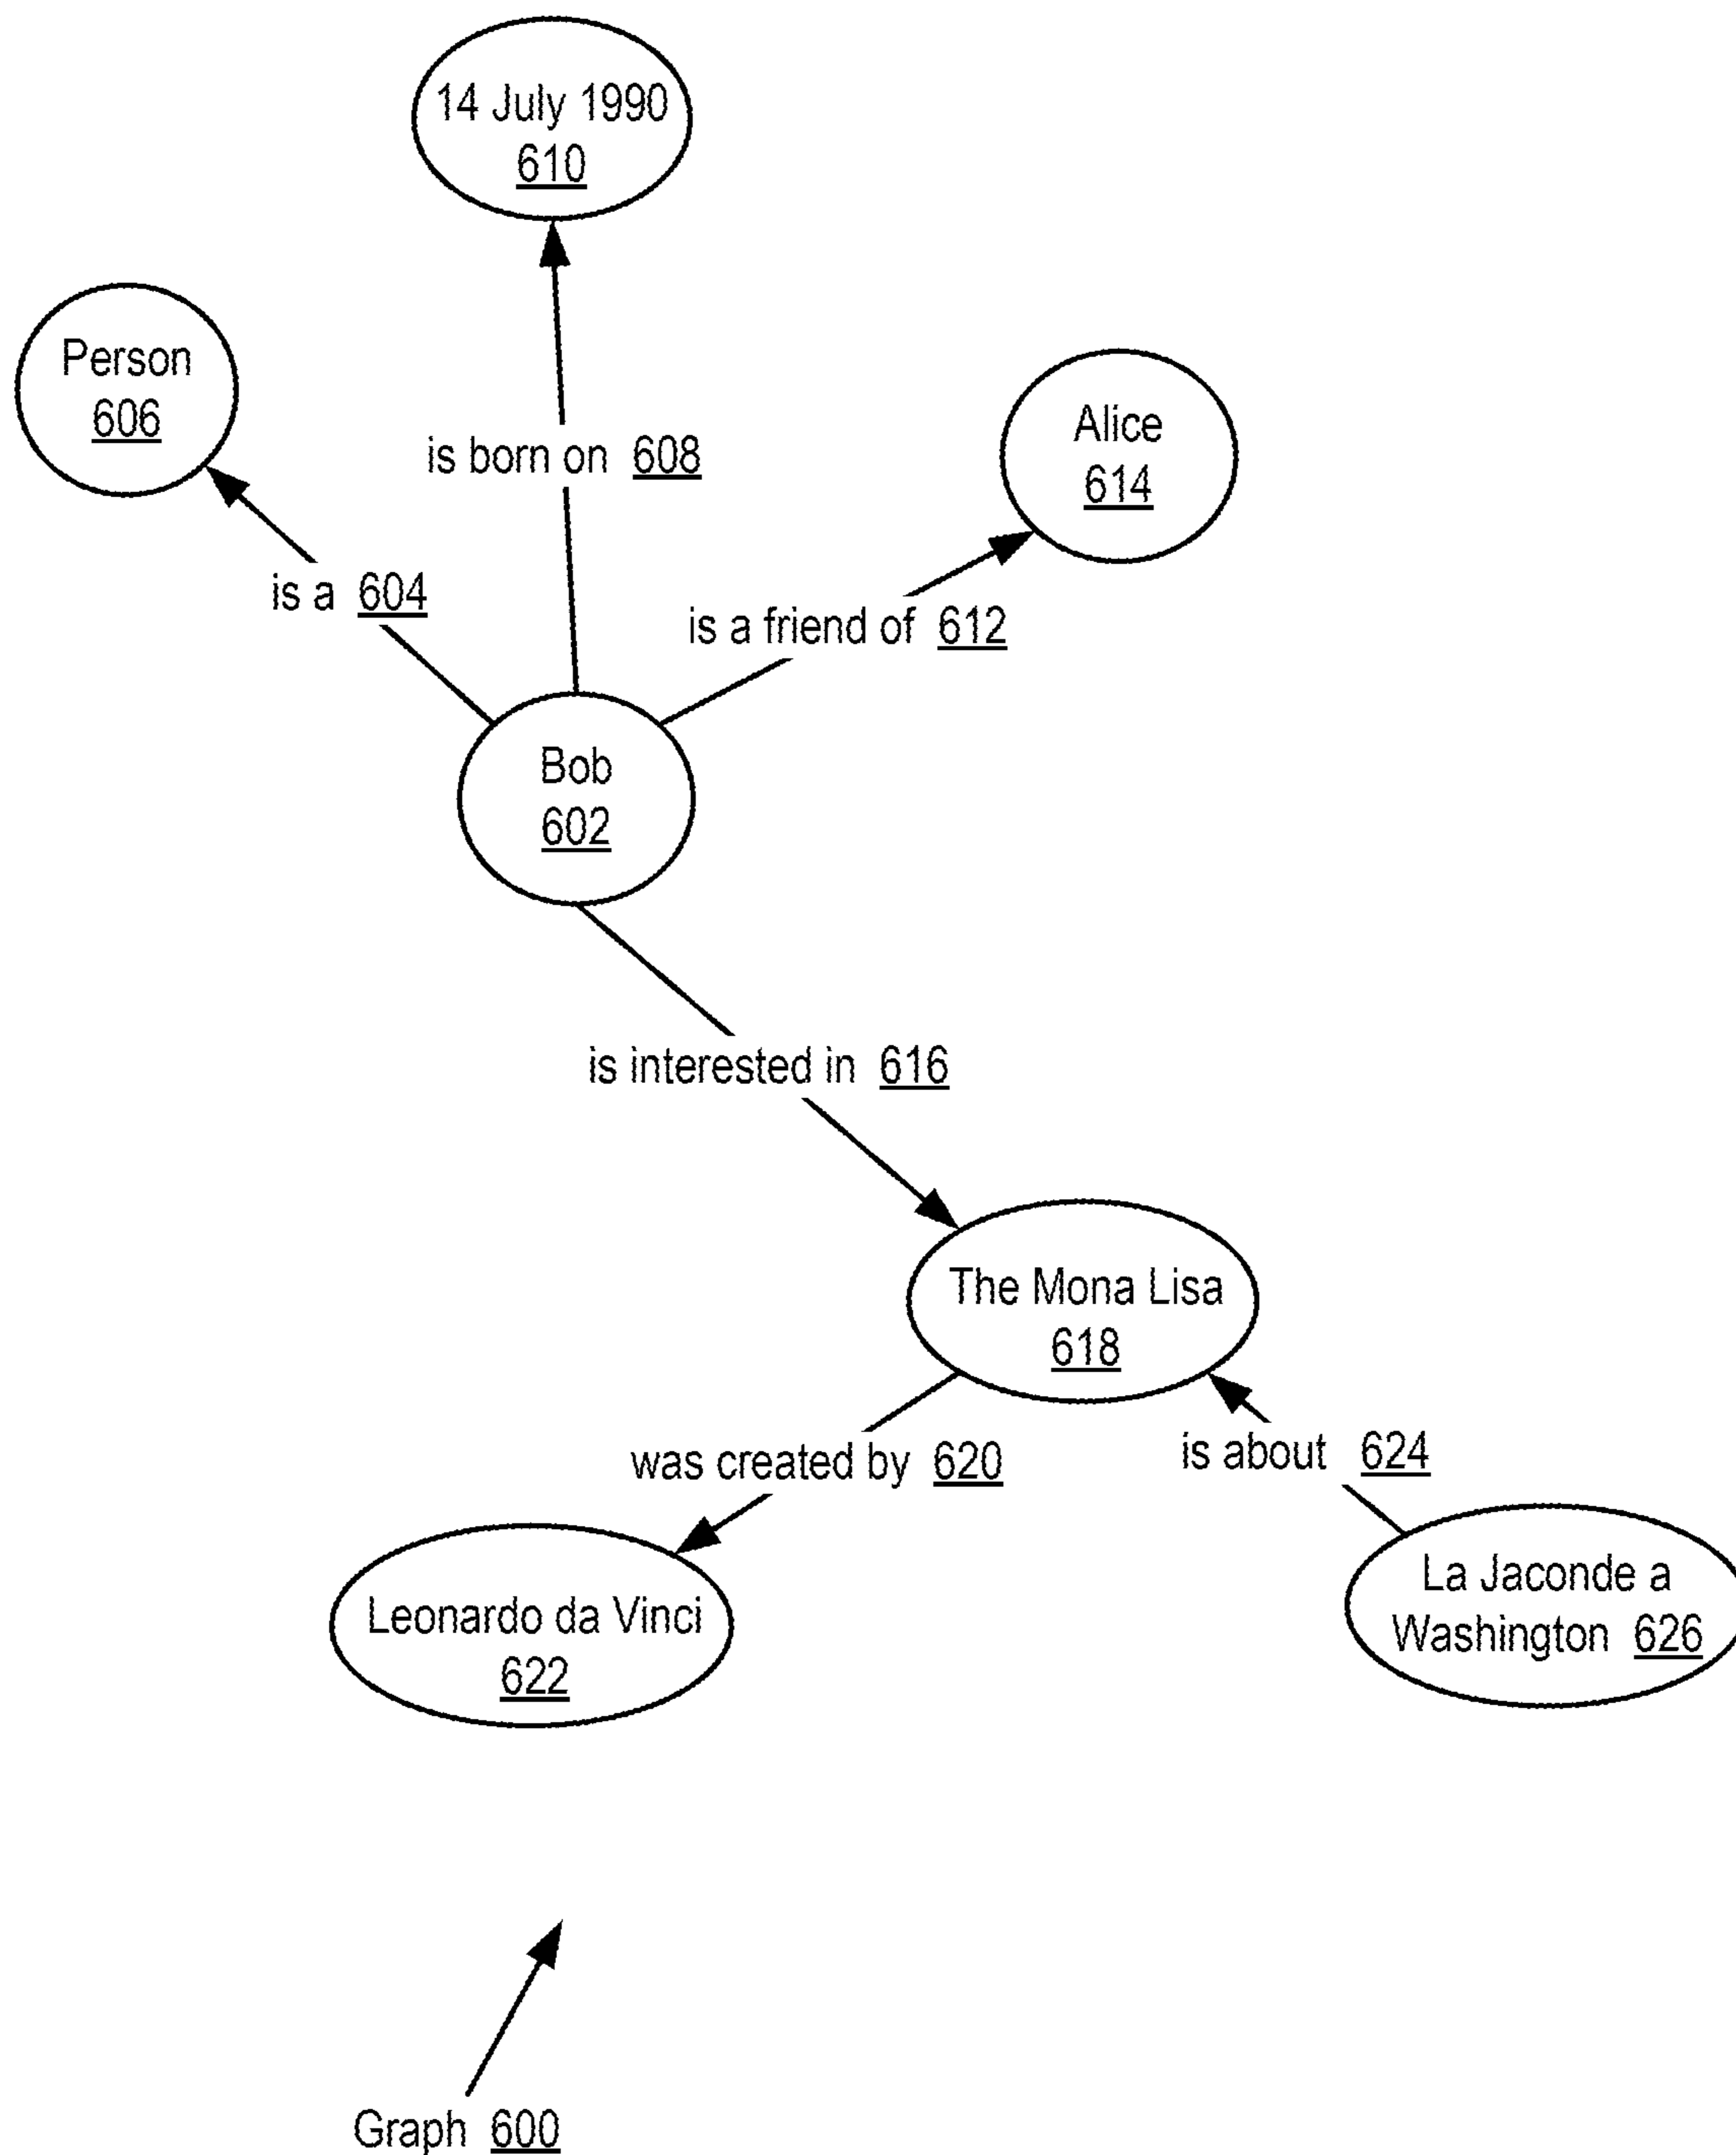 14 July 1990
610
Person
606
is born on 608
Alice
614
is a 604
is a friend of 612
Bob
602
is interested in 616
The Mona Lisa
618
was created by 620
is about 624
La Jaconde a
Washington 626
Leonardo da Vinci
622
Graph 600